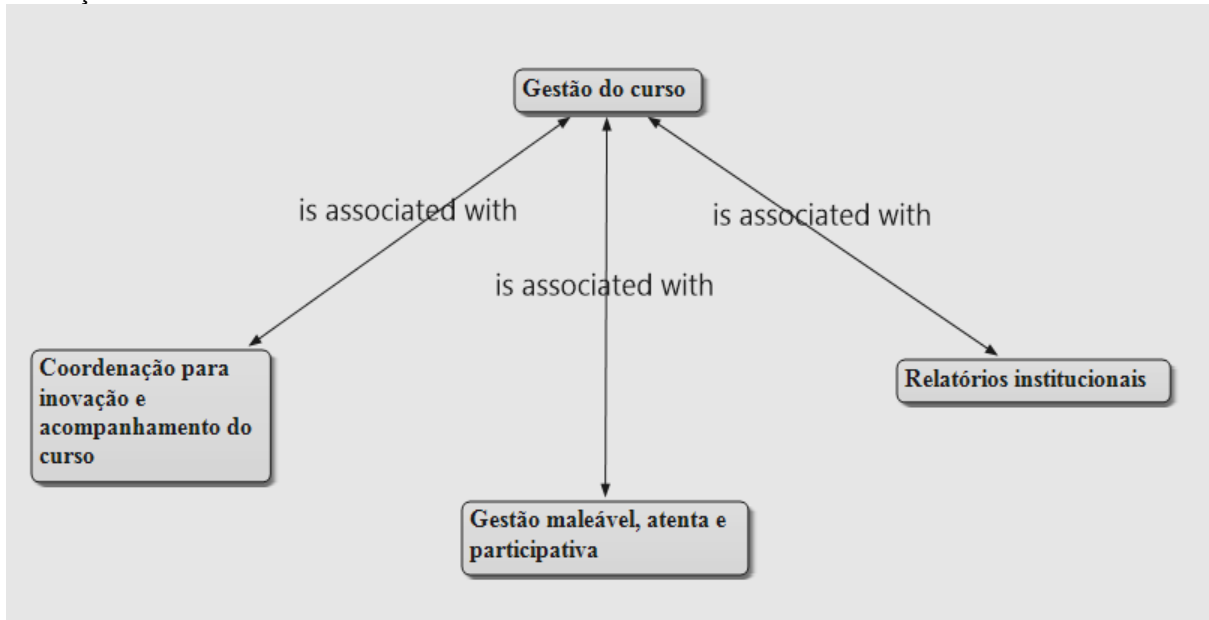 Gestão do curso
is associated with
is associated with
is associated with
Coordenação para
inovação e
acompanhamento do
curso
Relatórios institucionais
Gestão maleável, atenta e
participativa